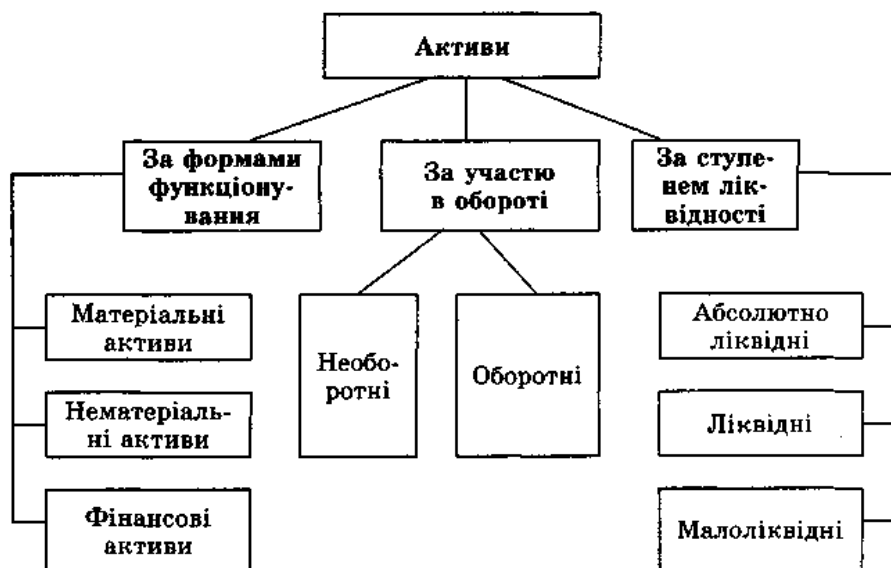 Активи
За формами
функціону-
вання
За участю
в обороті
За ступе-
нем лік-
відності
Матеріальні
активи
Нематеріаль-
ні активи
Фінансові
активи
Необо-
ротні
Оборотні
Абсолютно
ліквідні
Ліквідні
Малоліквідні